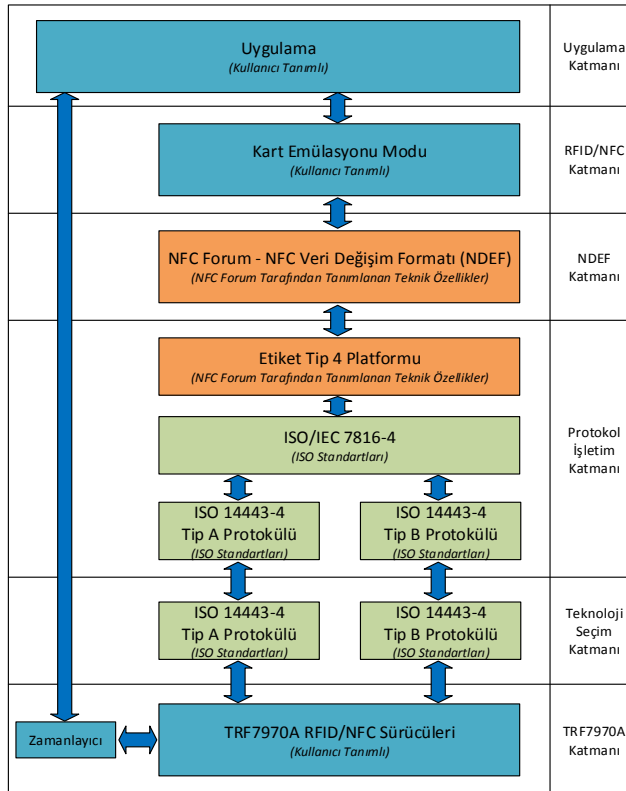 Uygulama
(Kullanıcı Tanımlı)
Uygulama
Katmanı
Kart Emülasyonu Modu
(Kullanıcı Tanımlı)
RFID/NFC
Katmanı
NFC Forum - NFC Veri Değişim Formatı (NDEF)
(NFC Forum Tarafından Tanımlanan Teknik Özellikler)
NDEF
Katmanı
Etiket Tip 4 Platformu
(NFC Forum Tarafından Tanımlanan Teknik Özellikler)
ISO/IEC 7816-4
(ISO Standartları)
ISO 14443-4
Tip A Protokülü
(ISO Standartları)
ISO 14443-4
Tip B Protokülü
(ISO Standartları)
Protokol
İşletim
Katmanı
ISO 14443-4
Tip A Protokülü
(ISO Standartları)
ISO 14443-4
Tip B Protokülü
(ISO Standartları)
Teknoloji
Seçim
Katmanı
Zamanlayıcı
TRF7970A RFID/NFC Sürücüleri
(Kullanıcı Tanımlı)
TRF7970A
Katmanı